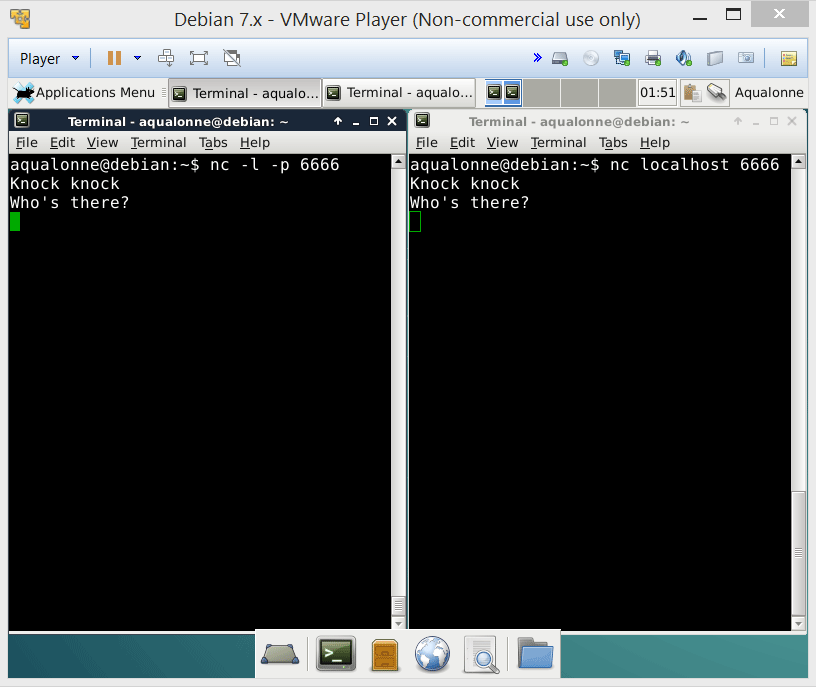 Debian 7.x - VMware Player (Non-commercial use only)
Player
Applications Menu
Terminal - aqualo...
Terminal - aqualo...
01:51
Aqualonne
Terminal - aqualonne@debian: ~
File Edit View Terminal Tabs Help
aqualonne@debian:~$ nc -l -p 6666
Knock knock
Who's there?
Terminal - aqualonne@debian: ~
File Edit View Terminal Tabs Help
aqualonne@debian:~$ nc localhost 6666
Knock knock
Who's there?